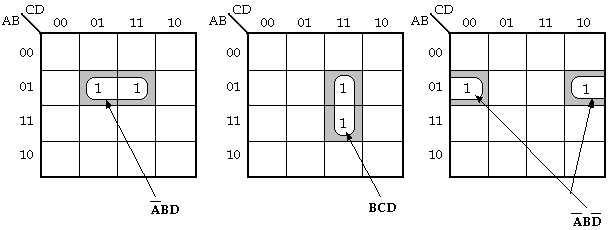 CD CD CD
AB AB AB
00 01 11 10 00 01 11 10 00 01 11 10
00 00 00
01 1 1 01 1 01 1 1
11 11 1 11
10 10 10
A̅BD BCD A̅BD̅